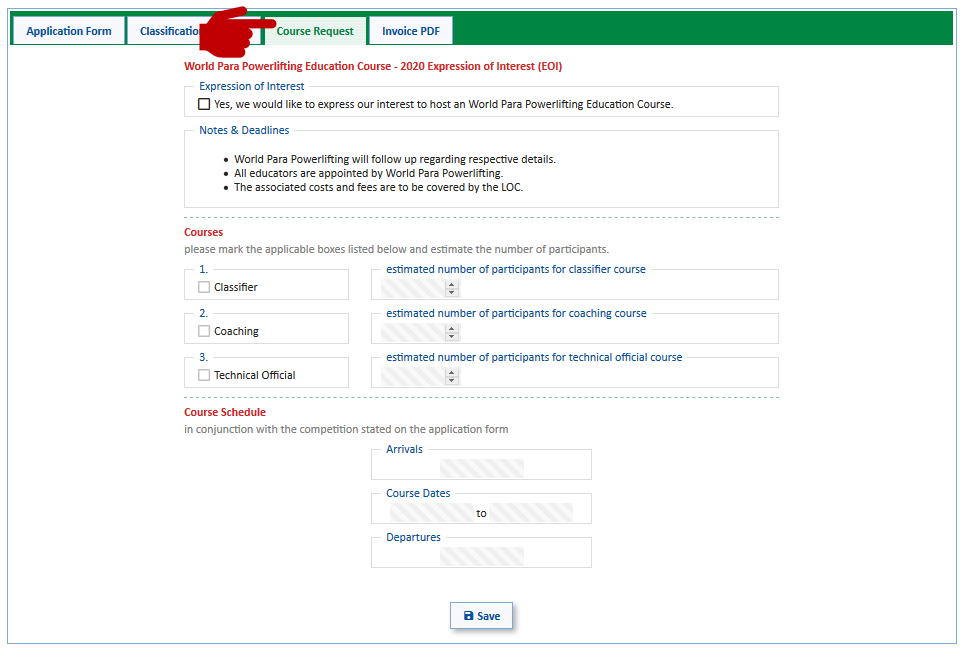 Application Form
Course Request
Invoice PDF
World Para Powerlifting Education Course - 2020 Expression of Interest (EOI)
Expression of Interest
Yes, we would like to express our interest to host an World Para Powerlifting Education Course.
Notes & Deadlines
World Para Powerlifting will follow up regarding respective details.
All educators are appointed by World Para Powerlifting.
The associated costs and fees are to be covered by the LOC.
Courses
please mark the applicable boxes listed below and estimate the number of participants.
1.
estimated number of participants for classifier course
Classifier
2.
estimated number of participants for coaching course
Coaching
3.
estimated number of participants for technical official course
Technical Official
Course Schedule
in conjunction with the competition stated on the application form
Arrivals
Course Dates
to
Departures
Save